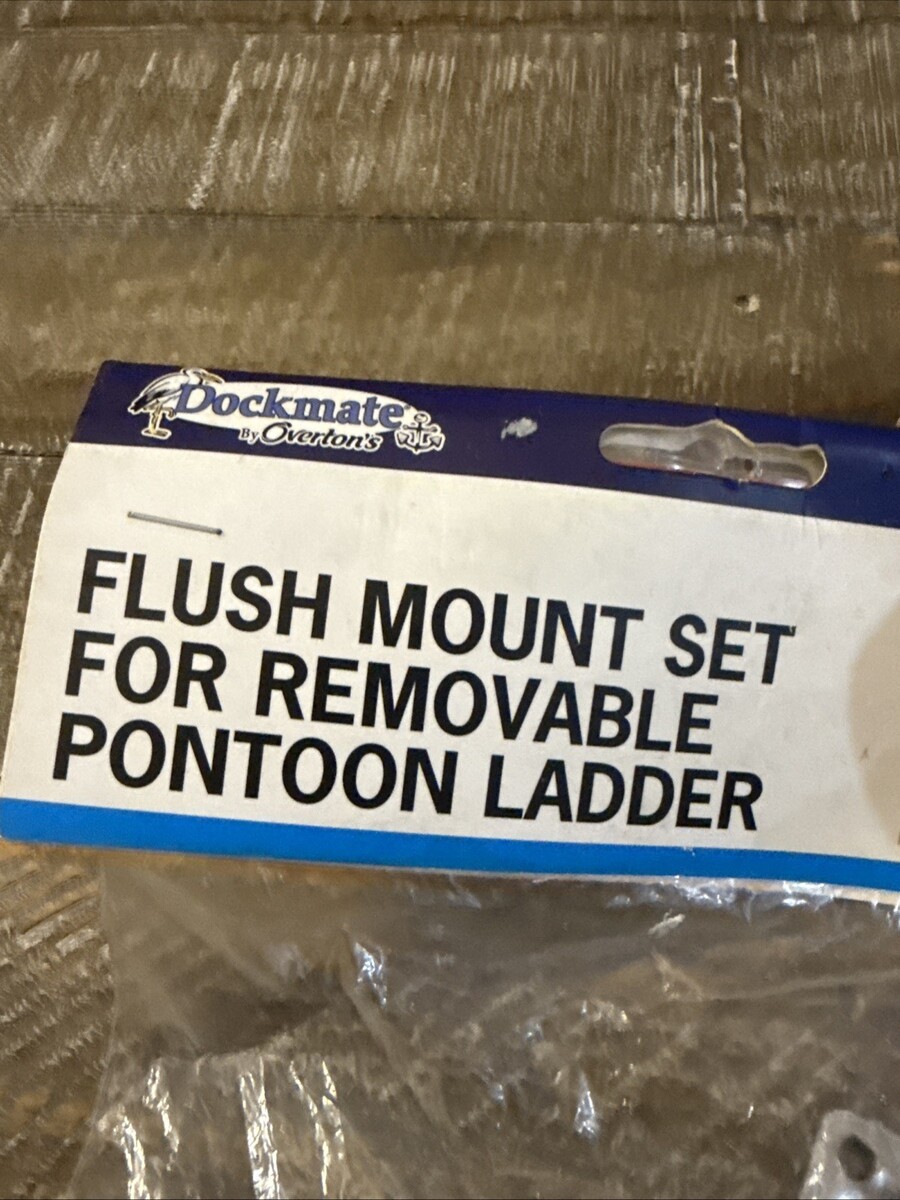 Dockmate
By Overton's
FLUSH MOUNT SET
FOR REMOVABLE
PONTOON LADDER